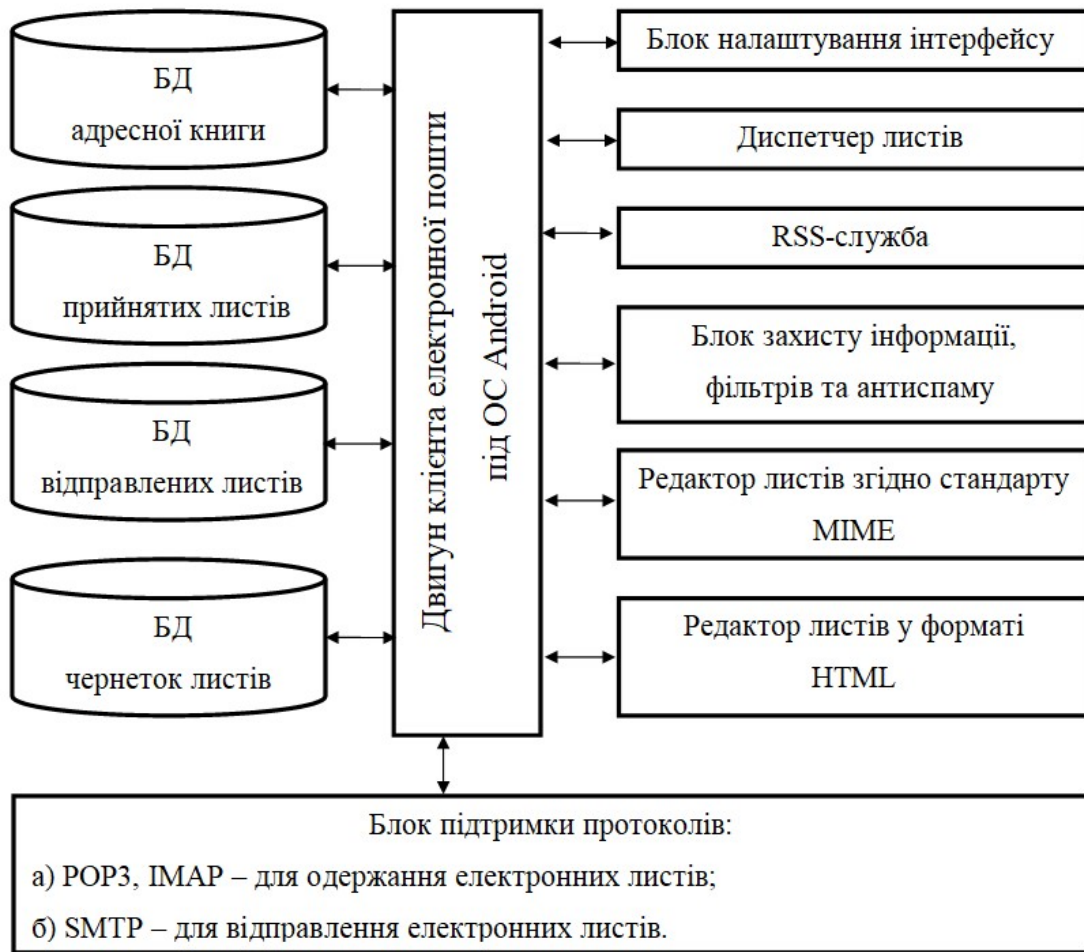 БД
адресної книги
БД
прийнятих листів
БД
відправлених листів
БД
чернеток листів
Двигун клієнта електронної пошти
під ОС Android
Блок налаштування інтерфейсу
Диспетчер листів
RSS-служба
Блок захисту інформації,
фільтрів та антиспаму
Редактор листів згідно стандарту
MIME
Редактор листів у форматі
HTML
Блок підтримки протоколів:
а) POP3, IMAP – для одержання електронних листів;
б) SMTP – для відправлення електронних листів.